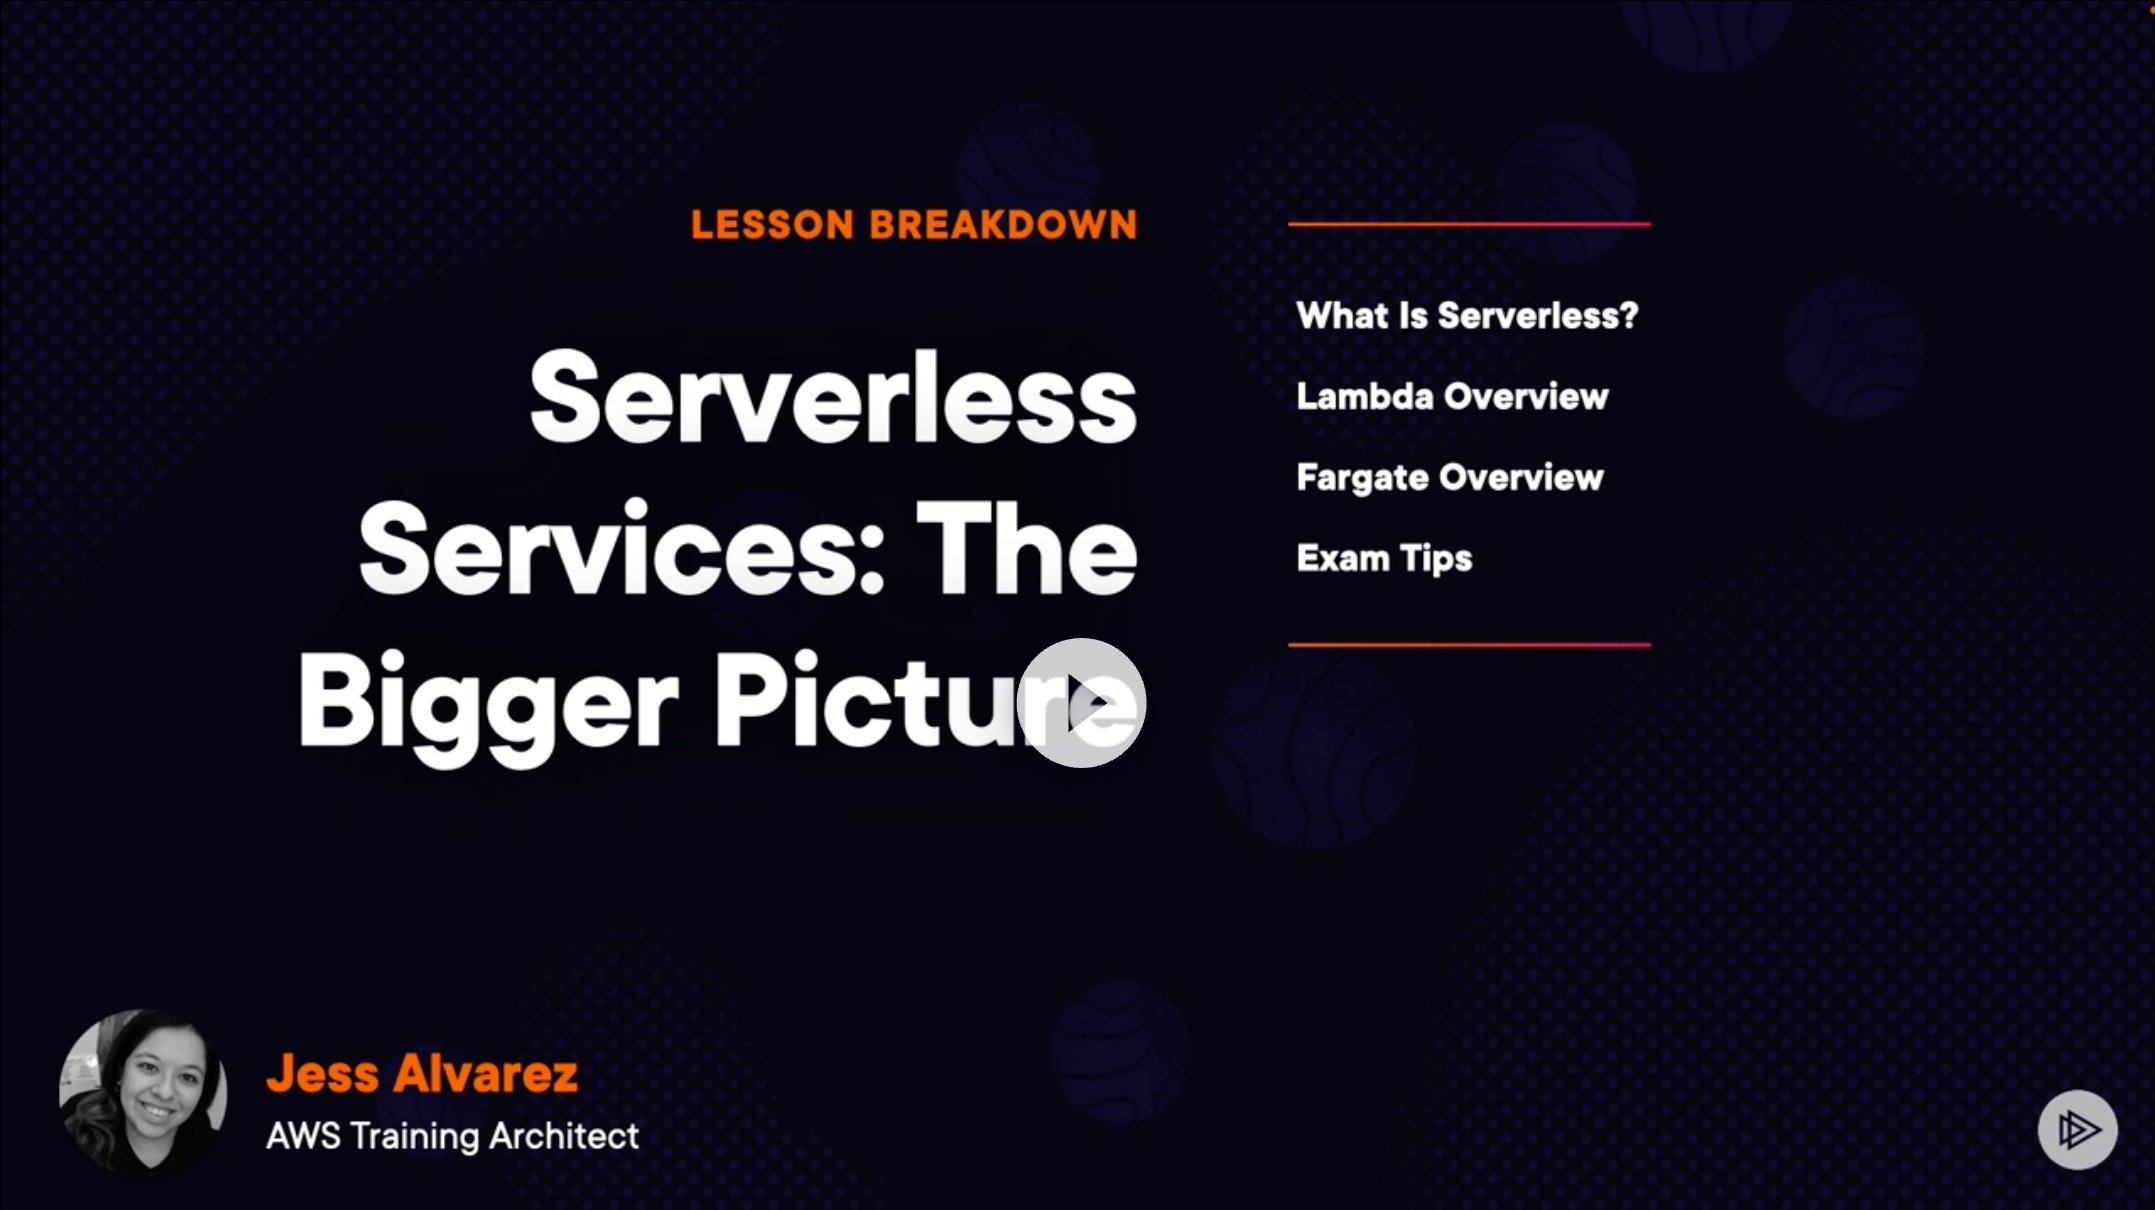 LESSON BREAKDOWN
Serverless
Services: The
Bigger Picture
What Is Serverless?
Lambda Overview
Fargate Overview
Exam Tips
Jess Alvarez
AWS Training Architect